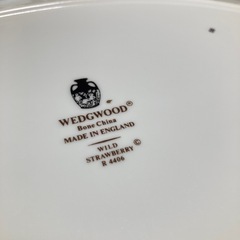 WEDGWOOD®
Bone China
MADE IN ENGLAND
WILD
STRAWBERRY ©
R 4406